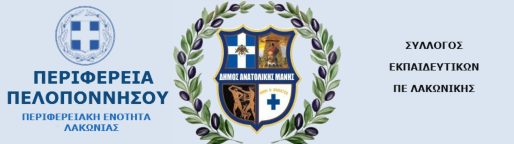 ΠΕΡΙΦΕΡΕΙΑ
ΠΕΛΟΠΟΝΝΗΣΟΥ
ΠΕΡΙΦΕΡΕΙΑΚΗ ΕΝΟΤΗΤΑ
ΛΑΚΩΝΙΑΣ
ΔΗΜΟΣ ΑΝΑΤΟΛΙΚΗΣ ΜΑΝΗΣ
ΣΥΛΛΟΓΟΣ
ΕΚΠΑΙΔΕΥΤΙΚΩΝ
ΠΕ ΛΑΚΩΝΙΚΗΣ